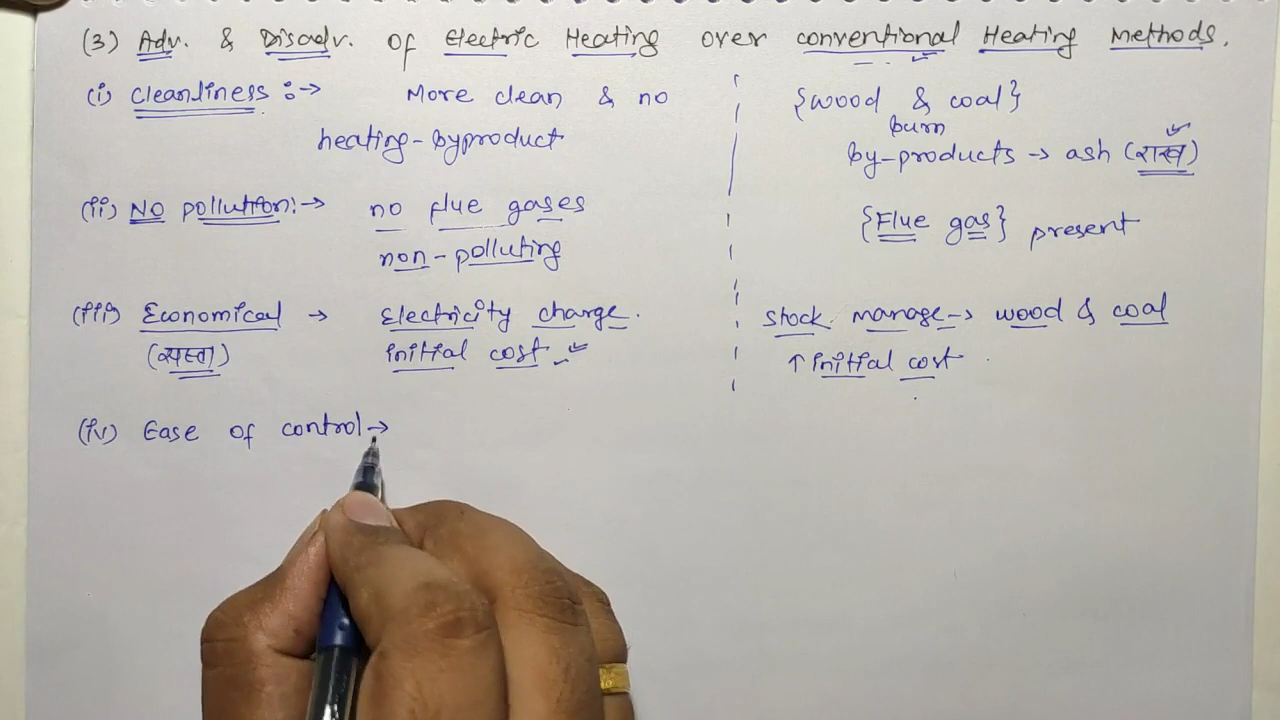 (3) Adv. & Disadv. of Electric Heating over conventional Heating Methods.
(i) Cleanliness :→ More clean & no
heating-byproduct
{wood & coal}
burn
by-products → ash (राख)
(ii) NO pollution:→ no flue gases
non-polluting
{Flue gas} present
(iii) Economical → Electricity charge.
(सस्ता) initial cost
stock manage → wood & coal
↑ initial cost
(iv) Ease of control→